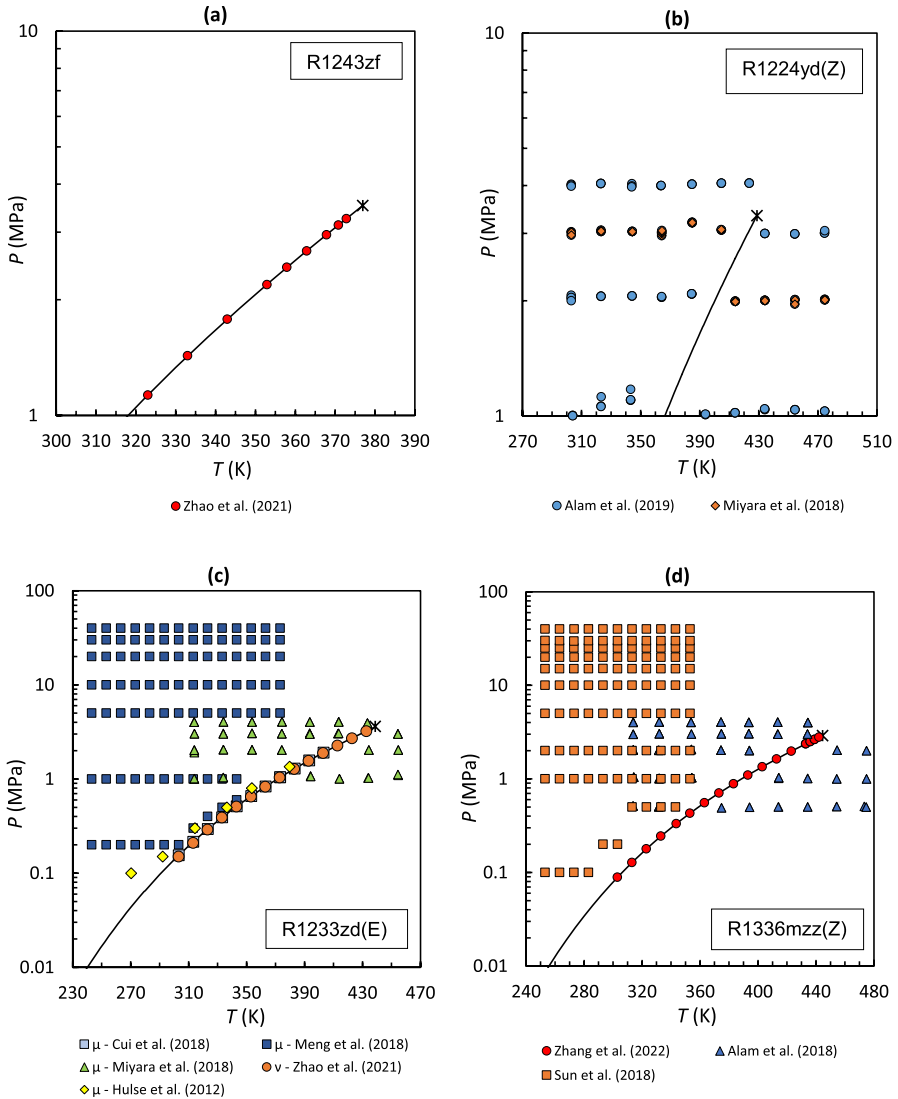 (a)
10
R1243zf
P (MPa)
1
300 310 320 330 340 350 360 370 380 390
T (K)
Zhao et al. (2021)
(b)
10
R1224yd(Z)
P (MPa)
1
270 310 350 390 430 470 510
T (K)
Alam et al. (2019) Miyara et al. (2018)
(c)
100
10
1
0.1
0.01
P (MPa)
R1233zd(E)
230 270 310 350 390 430 470
T (K)
μ - Cui et al. (2018) μ - Meng et al. (2018)
μ - Miyara et al. (2018) ν - Zhao et al. (2021)
μ - Hulse et al. (2012)
(d)
100
10
1
0.1
0.01
P (MPa)
R1336mzz(Z)
240 280 320 360 400 440 480
T (K)
Zhang et al. (2022) Alam et al. (2018)
Sun et al. (2018)